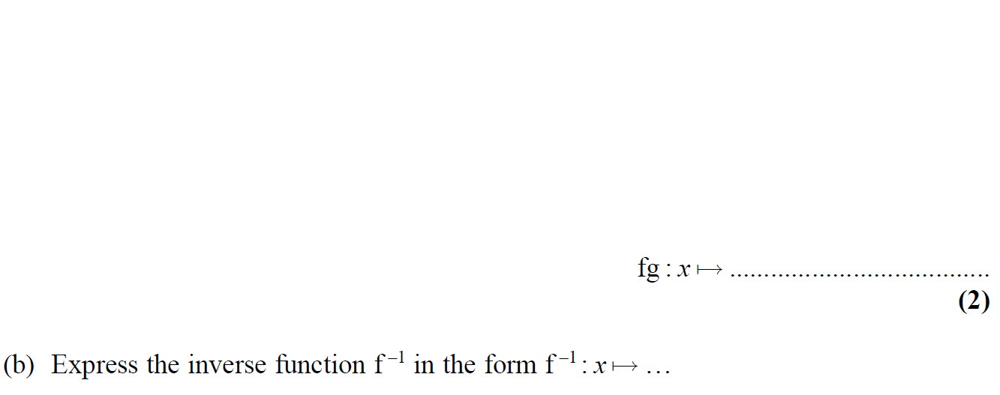 fg : x ↦ .......................................
(2)
(b) Express the inverse function f⁻¹ in the form f⁻¹ : x ↦ ...